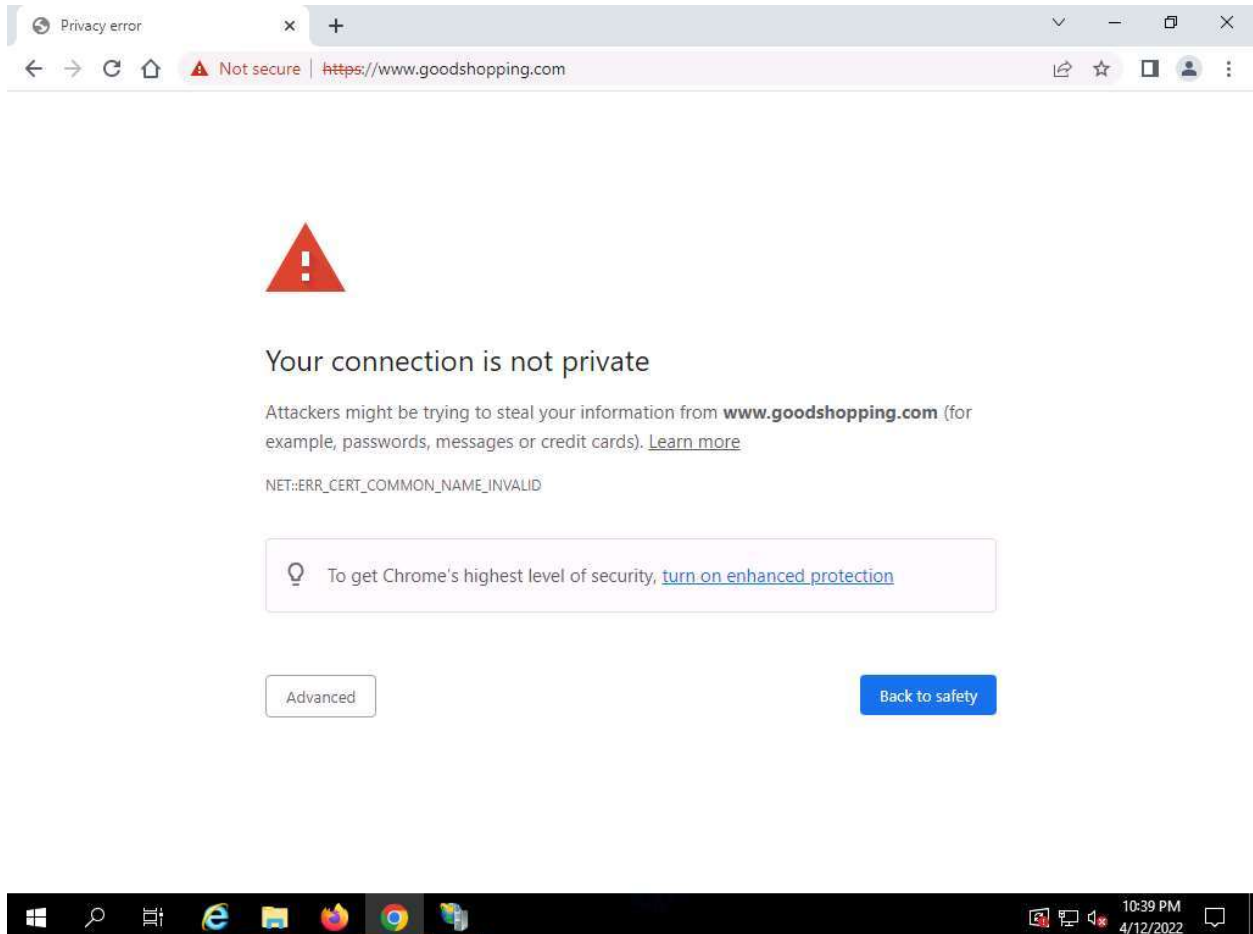 Privacy error
Not secure | https://www.goodshopping.com
Your connection is not private
Attackers might be trying to steal your information from www.goodshopping.com (for
example, passwords, messages or credit cards). Learn more
NET::ERR_CERT_COMMON_NAME_INVALID
To get Chrome's highest level of security, turn on enhanced protection
Advanced
Back to safety
10:39 PM
4/12/2022